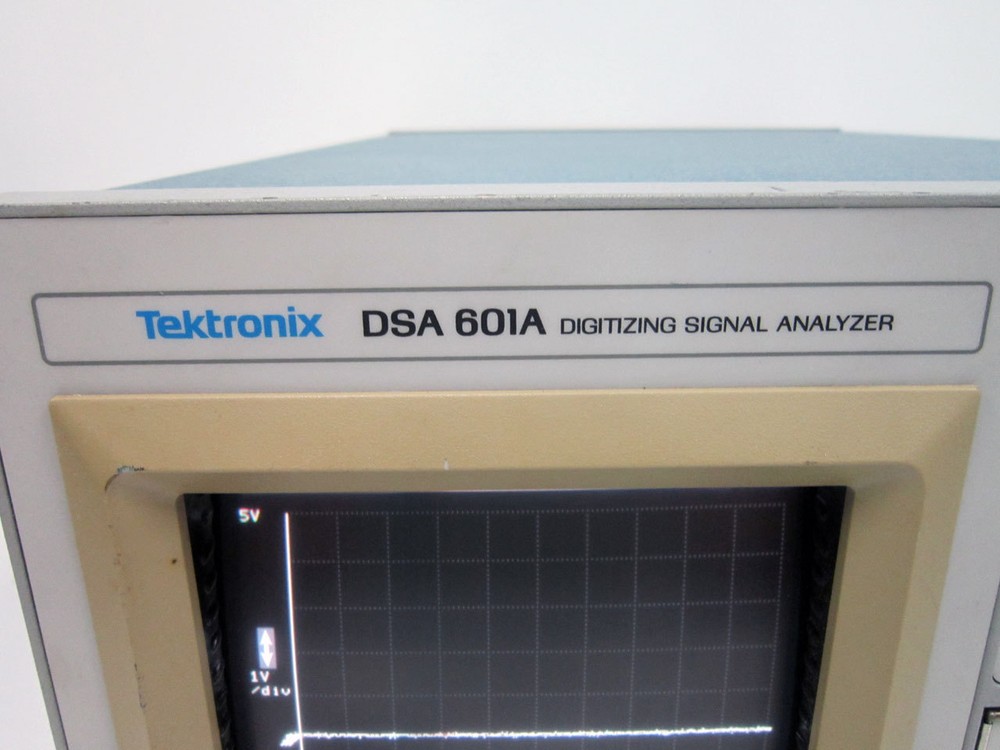 Tektronix DSA 601A DIGITIZING SIGNAL ANALYZER
5V
1V
/div